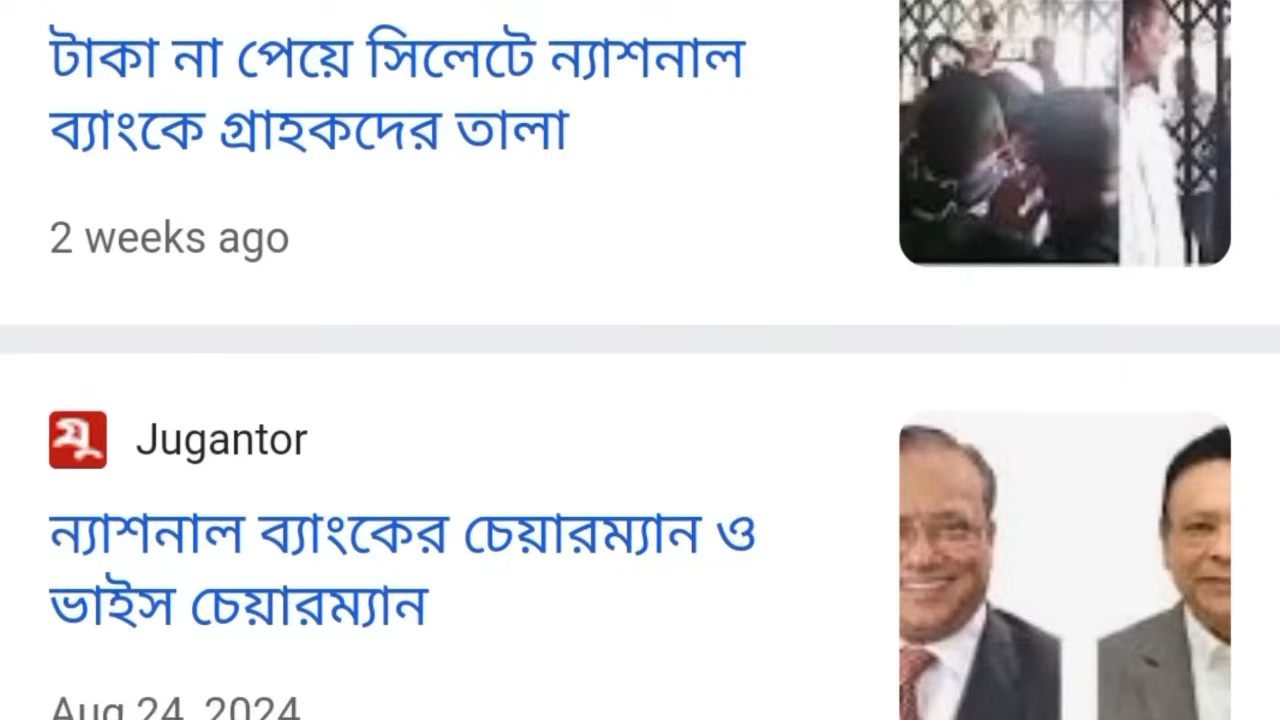 টাকা না পেয়ে সিলেটে ন্যাশনাল
ব্যাংকে গ্রাহকদের তালা
2 weeks ago
যু
Jugantor
ন্যাশনাল ব্যাংকের চেয়ারম্যান ও
ভাইস চেয়ারম্যান
Aug 24, 2024